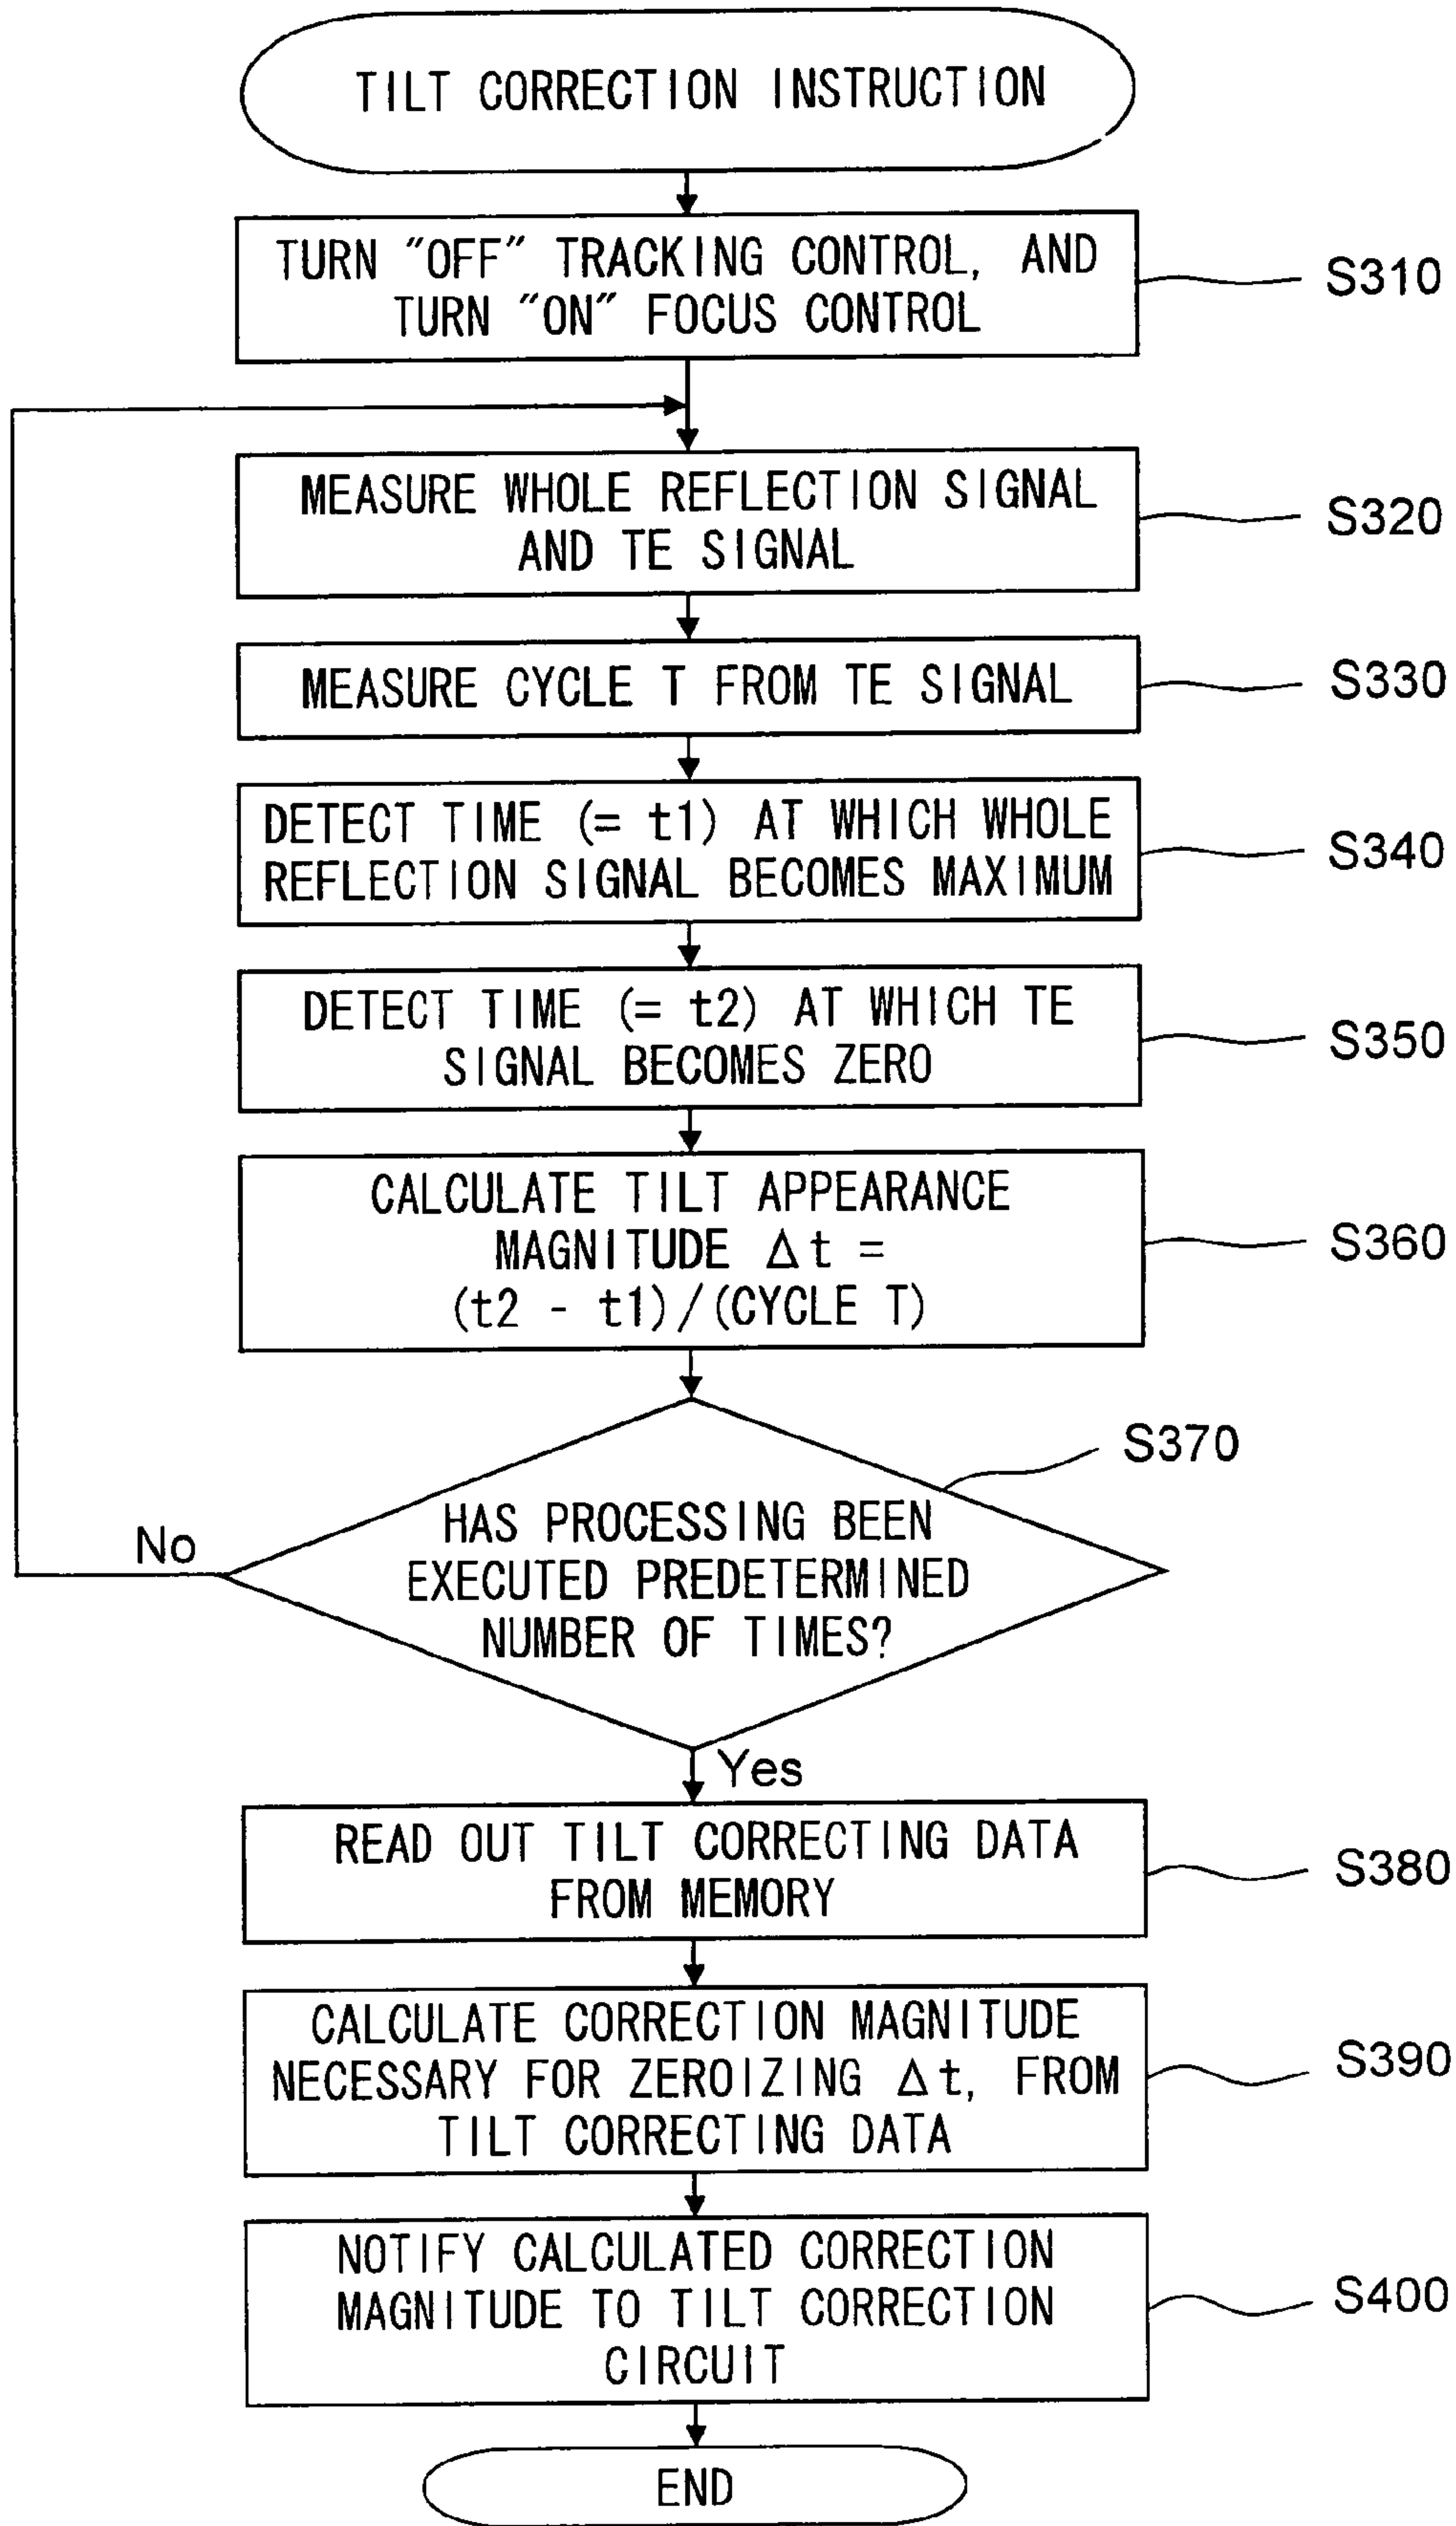 TILT CORRECTION INSTRUCTION
TURN "OFF" TRACKING CONTROL, AND
TURN "ON" FOCUS CONTROL
S310
MEASURE WHOLE REFLECTION SIGNAL
AND TE SIGNAL
S320
MEASURE CYCLE T FROM TE SIGNAL
S330
DETECT TIME (= t1) AT WHICH WHOLE
REFLECTION SIGNAL BECOMES MAXIMUM
S340
DETECT TIME (= t2) AT WHICH TE
SIGNAL BECOMES ZERO
S350
CALCULATE TILT APPEARANCE
MAGNITUDE Δt =
(t2 - t1)/(CYCLE T)
S360
S370
HAS PROCESSING BEEN
EXECUTED PREDETERMINED
NUMBER OF TIMES?
No
Yes
READ OUT TILT CORRECTING DATA
FROM MEMORY
S380
CALCULATE CORRECTION MAGNITUDE
NECESSARY FOR ZEROIZING Δt, FROM
TILT CORRECTING DATA
S390
NOTIFY CALCULATED CORRECTION
MAGNITUDE TO TILT CORRECTION
CIRCUIT
S400
END